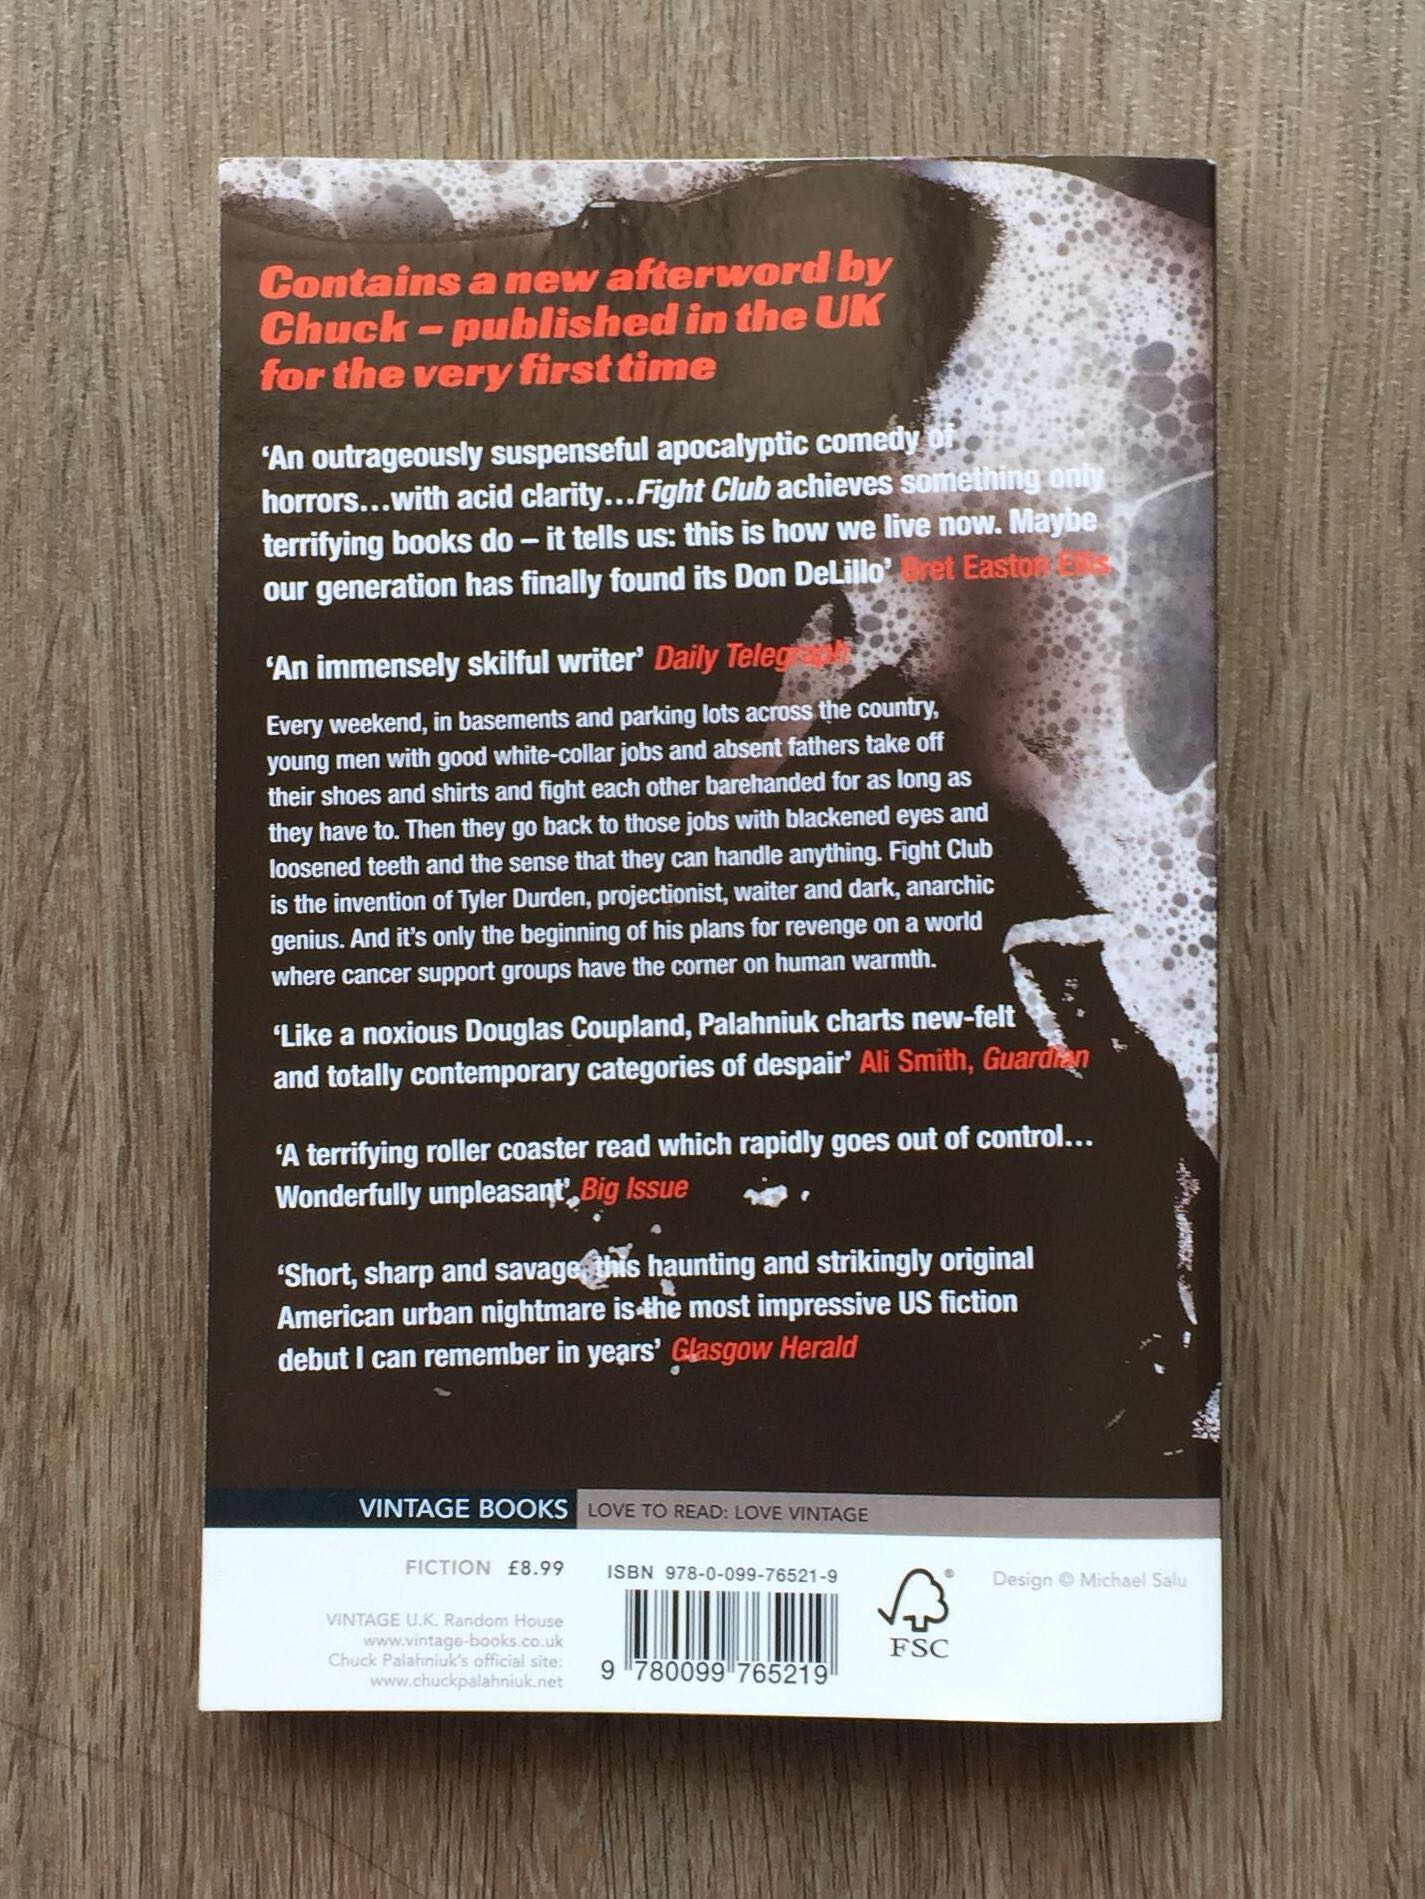 Contains a new afterword by
Chuck – published in the UK
for the very first time
‘An outrageously suspenseful apocalyptic comedy of
horrors...with acid clarity...Fight Club achieves something only
terrifying books do – it tells us: this is how we live now. Maybe
our generation has finally found its Don DeLillo’ Bret Easton Ellis
‘An immensely skilful writer’ Daily Telegraph
Every weekend, in basements and parking lots across the country,
young men with good white-collar jobs and absent fathers take off
their shoes and shirts and fight each other barehanded for as long as
they have to. Then they go back to those jobs with blackened eyes and
loosened teeth and the sense that they can handle anything. Fight Club
is the invention of Tyler Durden, projectionist, waiter and dark, anarchic
genius. And it’s only the beginning of his plans for revenge on a world
where cancer support groups have the corner on human warmth.
‘Like a noxious Douglas Coupland, Palahniuk charts new-felt
and totally contemporary categories of despair’ Ali Smith, Guardian
‘A terrifying roller coaster read which rapidly goes out of control...
Wonderfully unpleasant’ Big Issue
‘Short, sharp and savage, this haunting and strikingly original
American urban nightmare is the most impressive US fiction
debut I can remember in years’ Glasgow Herald
VINTAGE BOOKS LOVE TO READ: LOVE VINTAGE
FICTION £8.99
VINTAGE U.K. Random House
www.vintage-books.co.uk
Chuck Palahniuk's official site:
www.chuckpalahniuk.net
ISBN 978-0-099-76521-9
9 780099 765219
® FSC
Design © Michael Salu